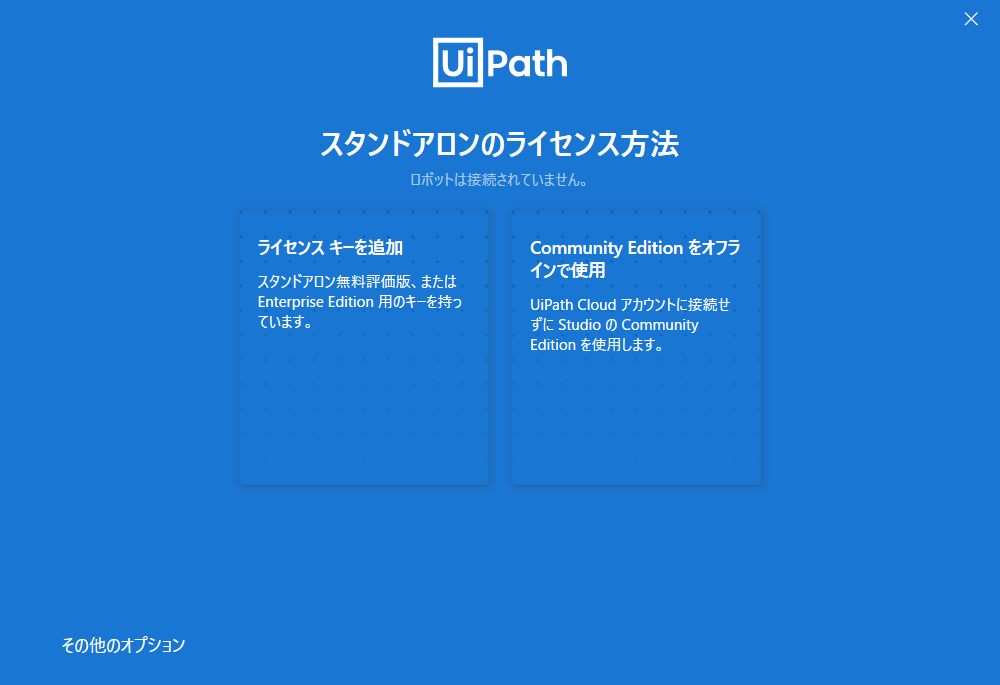 UiPath
スタンドアロンのライセンス方法
ロボットは接続されていません。
ライセンス キーを追加
スタンドアロン無料評価版、または
Enterprise Edition 用のキーを持っ
ています。
Community Edition をオフラ
インで使用
UiPath Cloud アカウントに接続せ
ずに Studio の Community
Edition を使用します。
その他のオプション